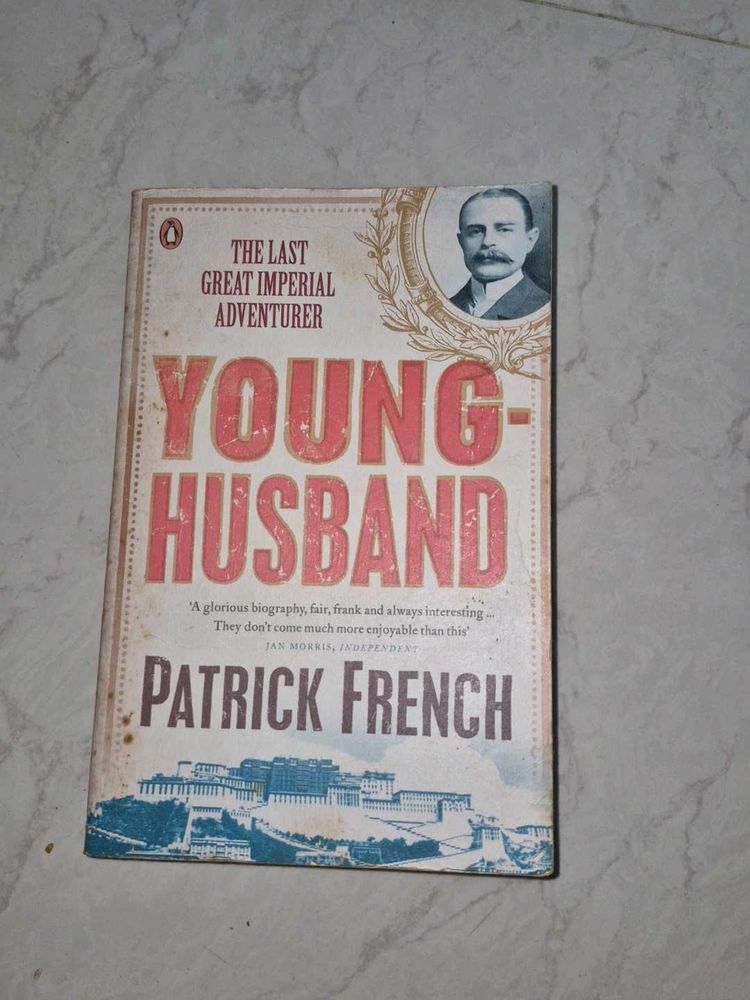 THE LAST
GREAT IMPERIAL
ADVENTURER
YOUNG-
HUSBAND
'A glorious biography, fair, frank and always interesting ...
They don't come much more enjoyable than this'
JAN MORRIS, INDEPENDENT
PATRICK FRENCH